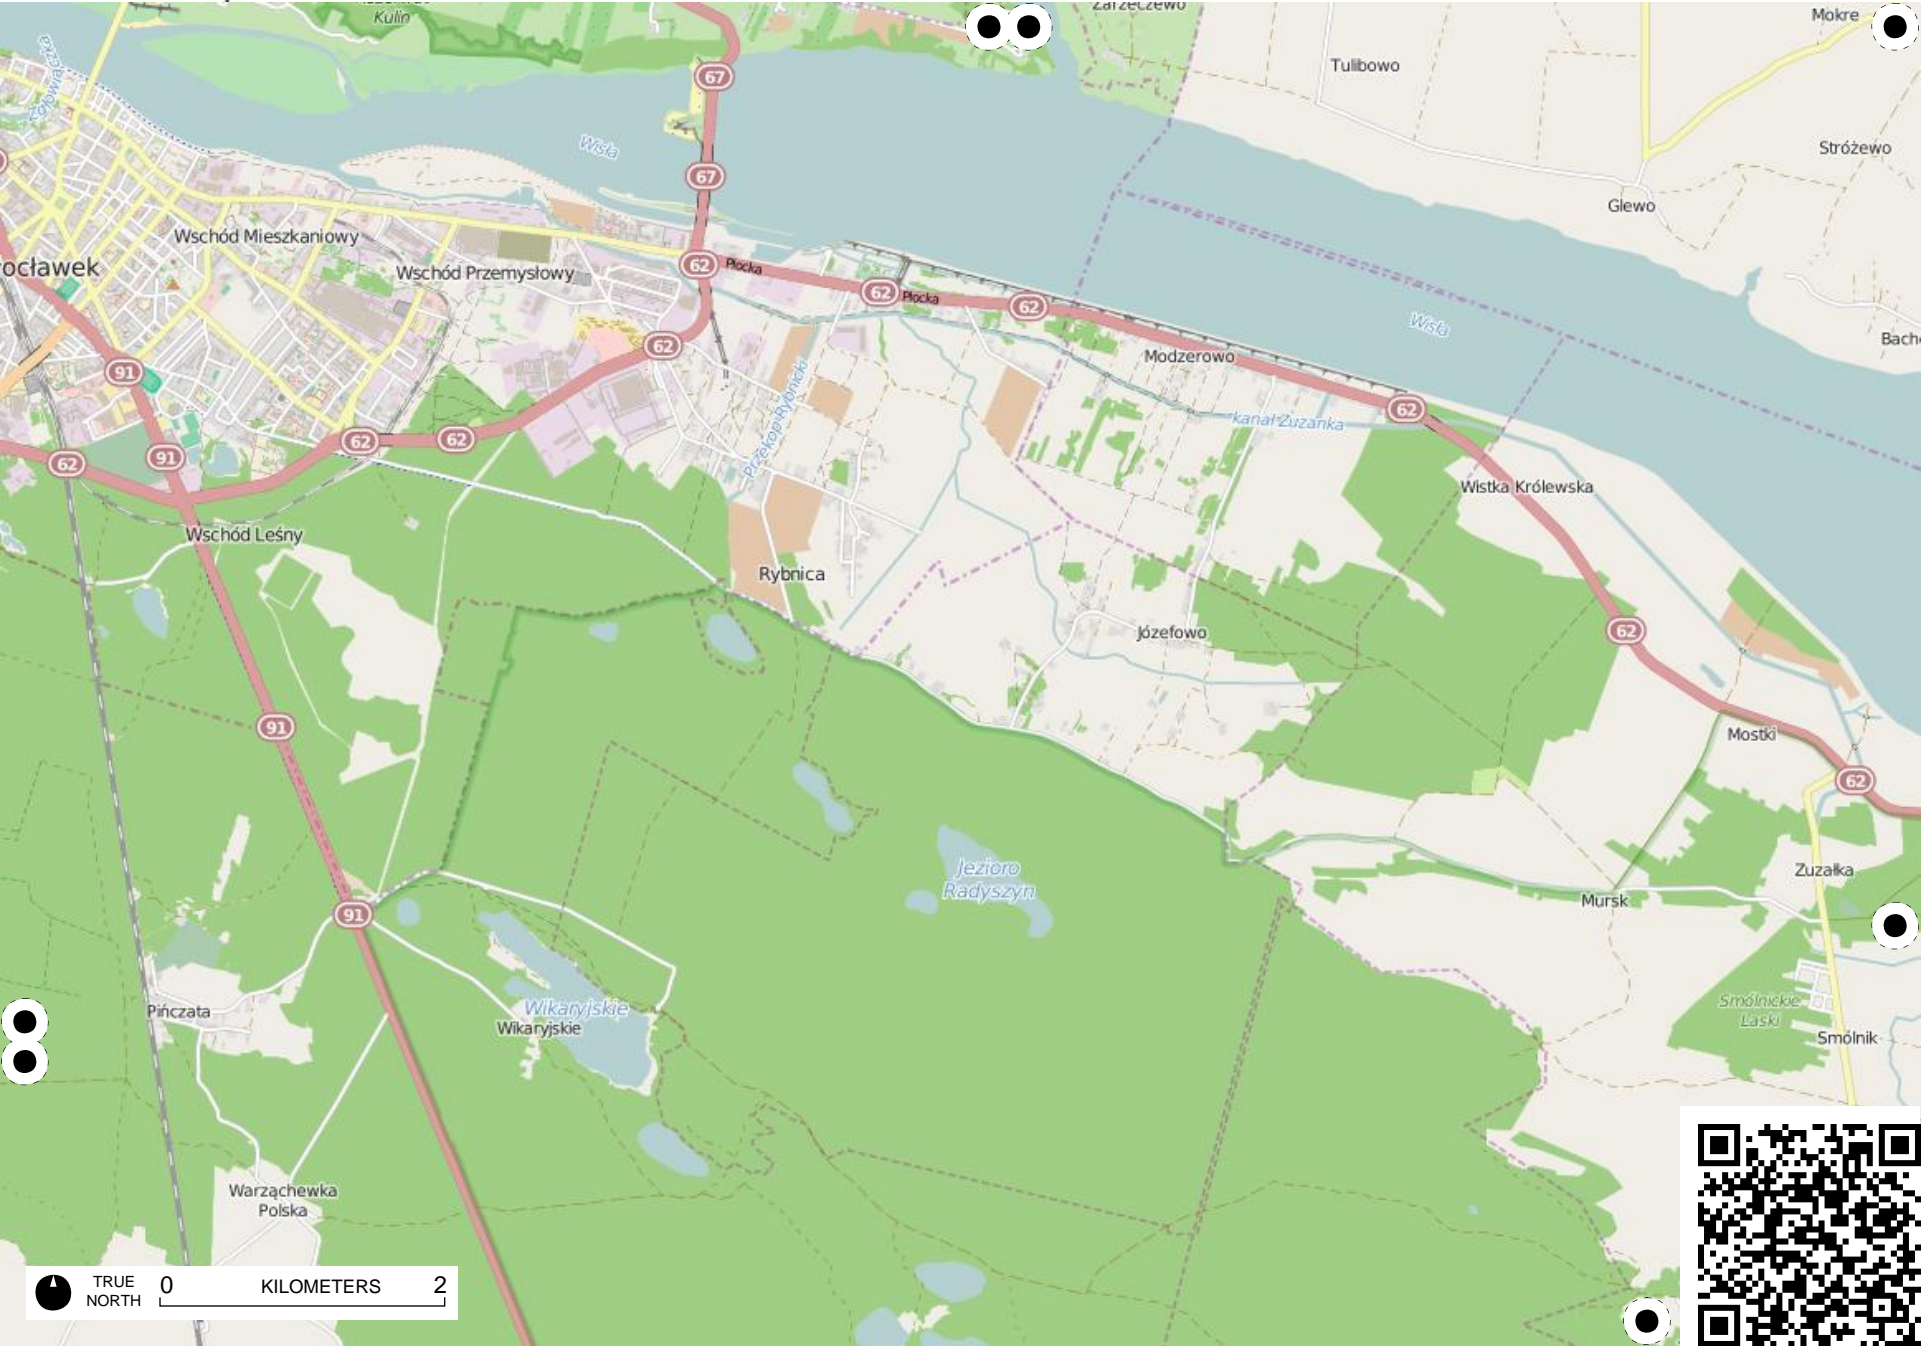 Kulin
Zarzeczewo
Mokre
Tulibowo
67
Zgłowiączka
Wisła
Stróżewo
67
Glewo
Wschód Mieszkaniowy
rocławek
Wschód Przemysłowy
62
Płocka
62
Płocka
62
Wisła
Bach
62
Modzerowo
91
62
kanał Zuzanka
Przekop Rybnicki
62
62
62
91
Wistka Królewska
Wschód Leśny
Rybnica
Józefowo
62
91
Mostki
62
Jezioro
Radyszyn
Zuzałka
91
Mursk
Smólnickie
Laski
Pińczata
Wikaryjskie
Wikaryjskie
Smólnik
Warząchewka
Polska
TRUE
NORTH
0 KILOMETERS 2